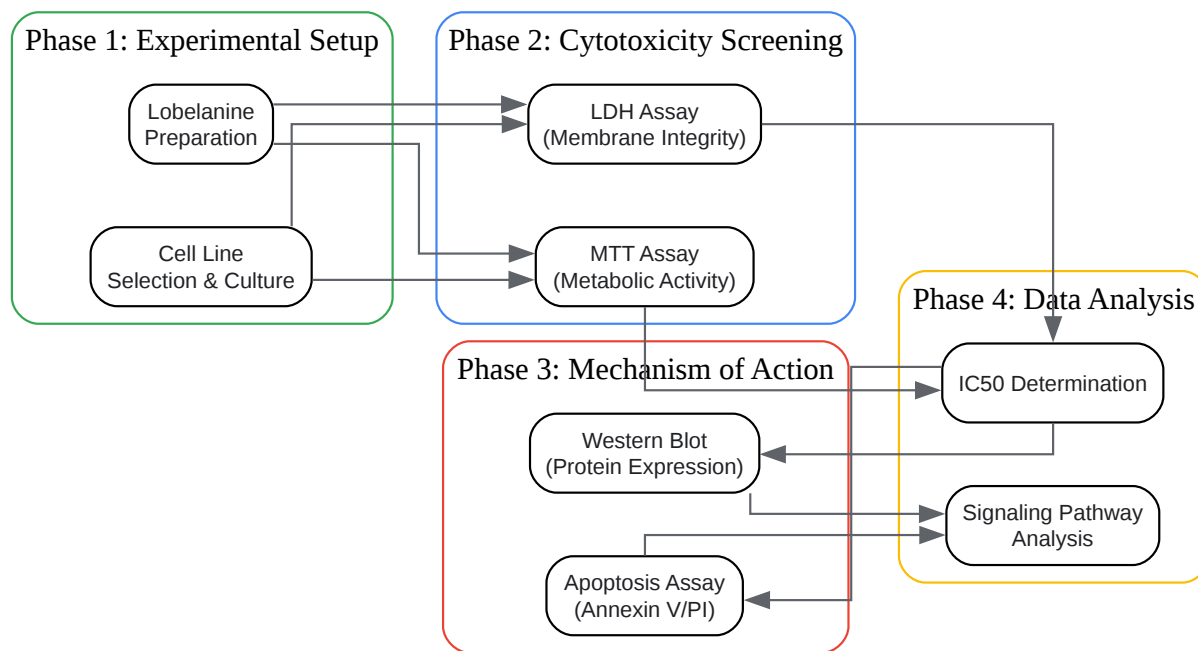 Phase 1: Experimental Setup
Lobelanine
Preparation
Cell Line
Selection & Culture
Phase 2: Cytotoxicity Screening
LDH Assay
(Membrane Integrity)
MTT Assay
(Metabolic Activity)
Phase 3: Mechanism of Action
Western Blot
(Protein Expression)
Apoptosis Assay
(Annexin V/PI)
Phase 4: Data Analysis
IC50 Determination
Signaling Pathway
Analysis